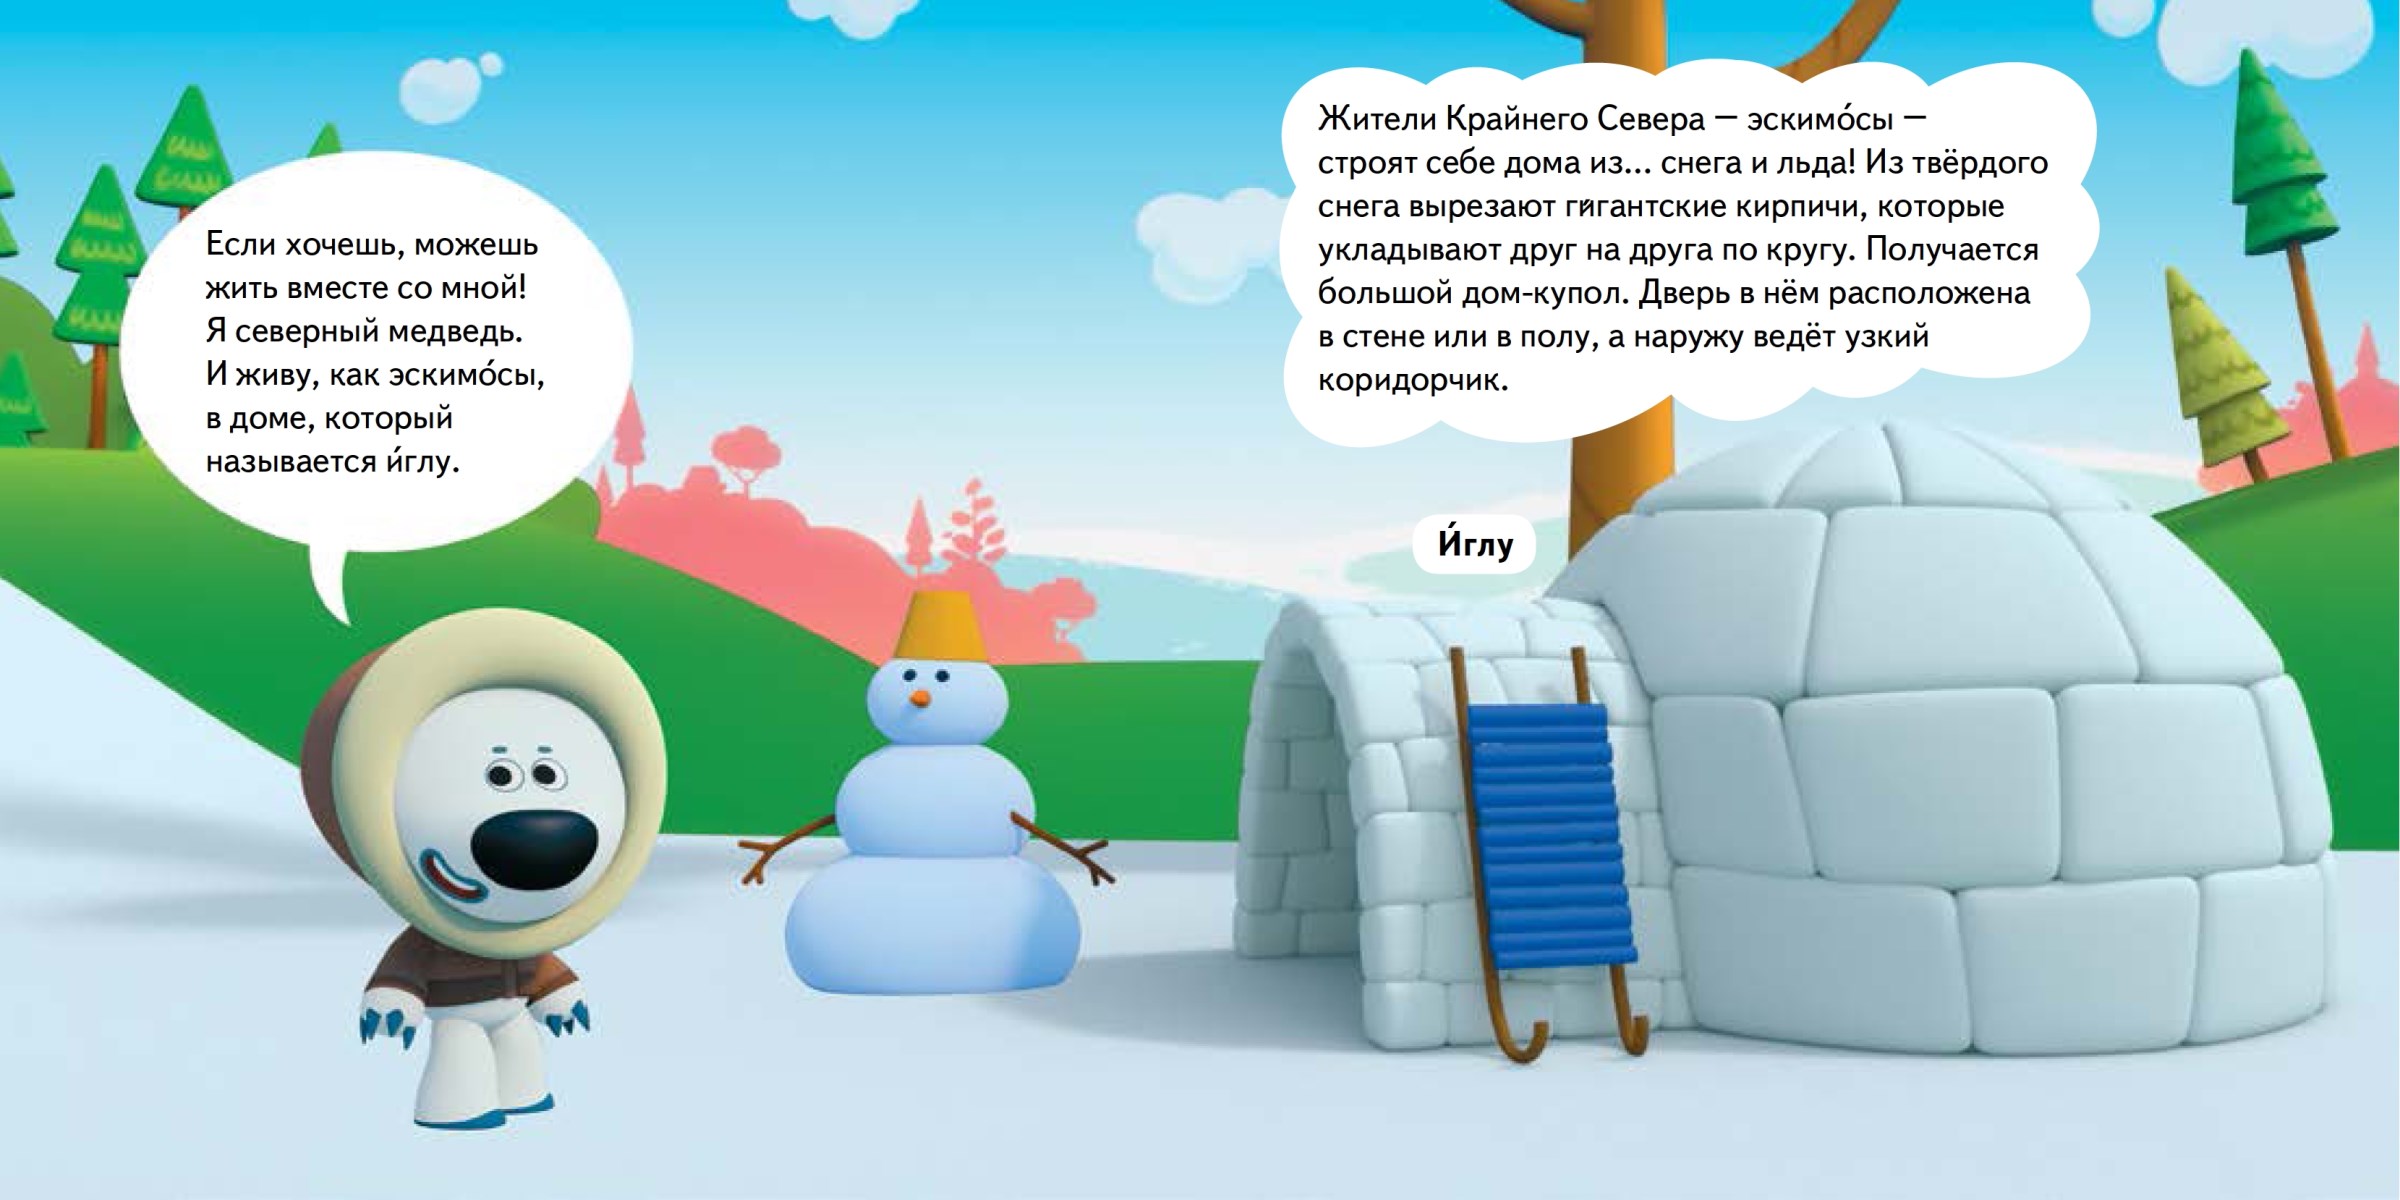 Если хочешь, можешь
жить вместе со мной!
Я северный медведь.
И живу, как эскимо́сы,
в доме, который
называется и́глу.
Жители Крайнего Севера — эскимо́сы —
строят себе дома из... снега и льда! Из твёрдого
снега вырезают гигантские кирпичи, которые
укладывают друг на друга по кругу. Получается
большой дом-купол. Дверь в нём расположена
в стене или в полу, а наружу ведёт узкий
коридорчик.
И́глу